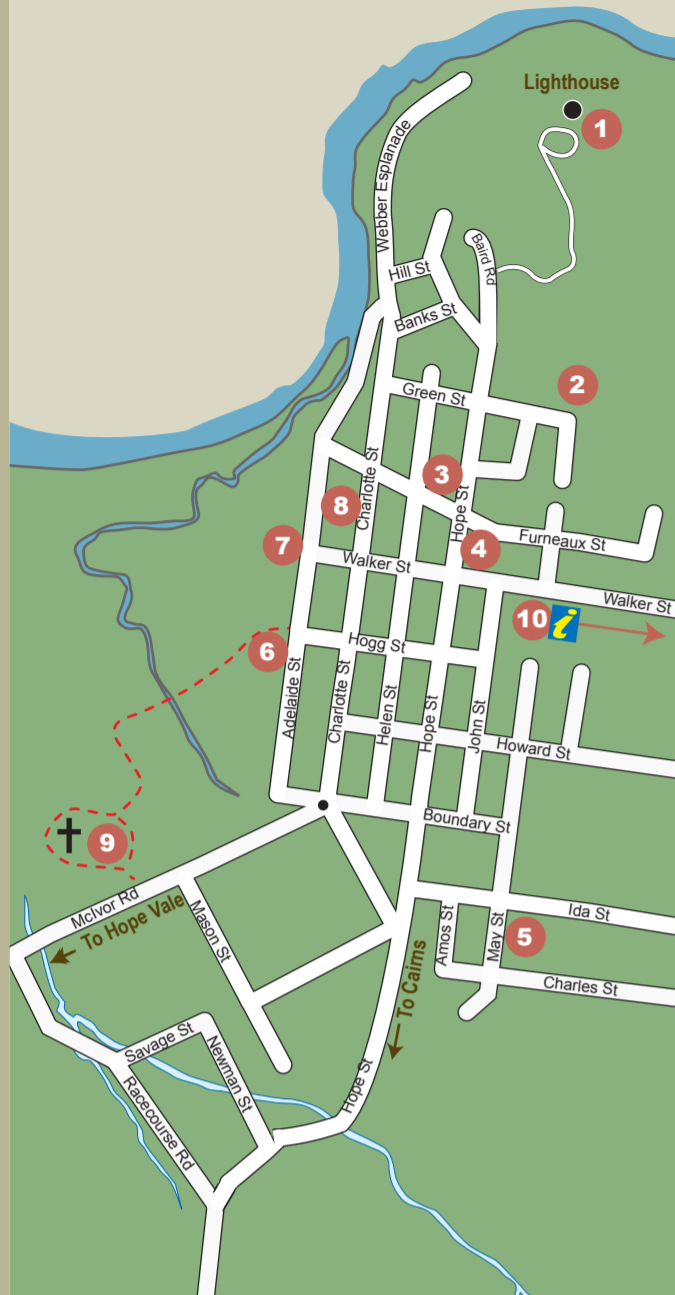 Lighthouse
1
Webber Esplanade
Baird Rd
Hill St
Banks St
2
Green St
3
Charlotte St
8
Hope St
7
4
Furneaux St
Walker St
Walker St
10 i
Hogg St
6
Adelaide St
Charlotte St
Helen St
Hope St
John St
Howard St
Boundary St
9
McIvor Rd
To Hope Vale
Mason St
Amos St
May St
Ida St
5
To Cairns
Charles St
Savage St
Newman St
Hope St
Racecourse Rd